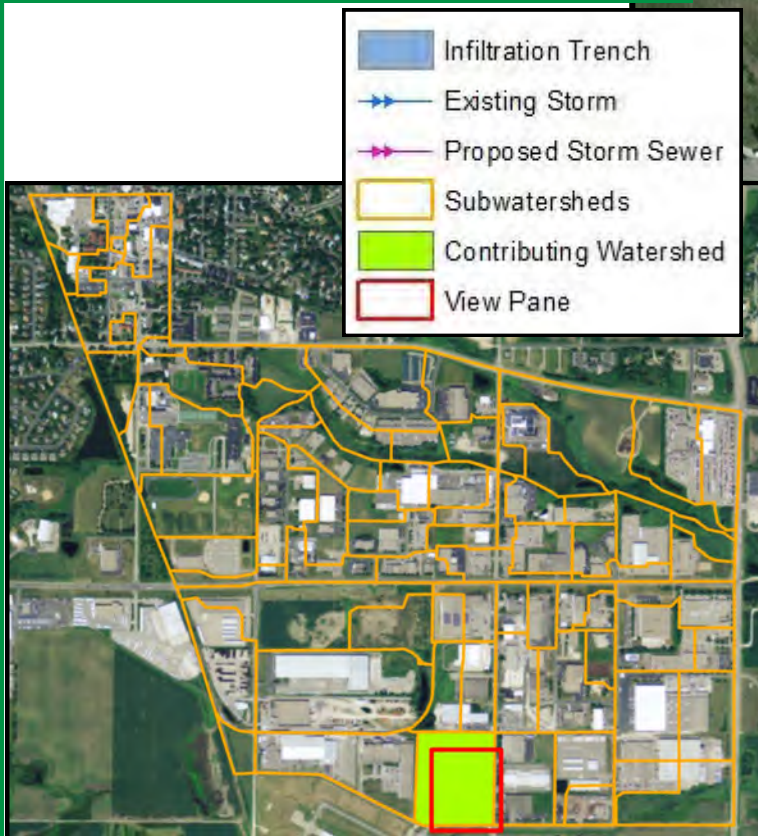 Infiltration Trench
Existing Storm
Proposed Storm Sewer
Subwatersheds
Contributing Watershed
View Pane